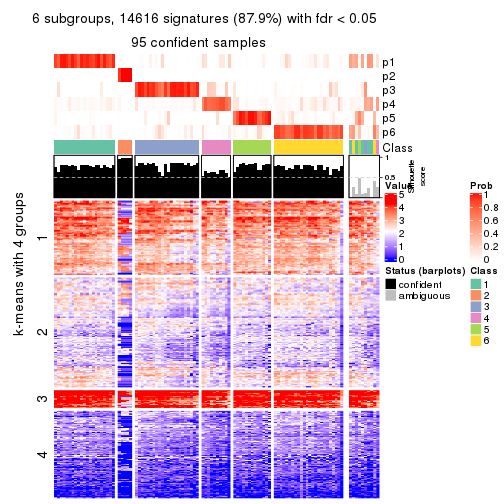 6 subgroups, 14616 signatures (87.9%) with fdr < 0.05
95 confident samples
p1
p2
p3
p4
p5
p6
Class
1
0.5
0
Silhouette
score
k-means with 4 groups
1
2
3
4
Value
5
4
3
2
1
0
Status (barplots)
confident
ambiguous
Prob
1
0.8
0.6
0.4
0.2
0
Class
1
2
3
4
5
6